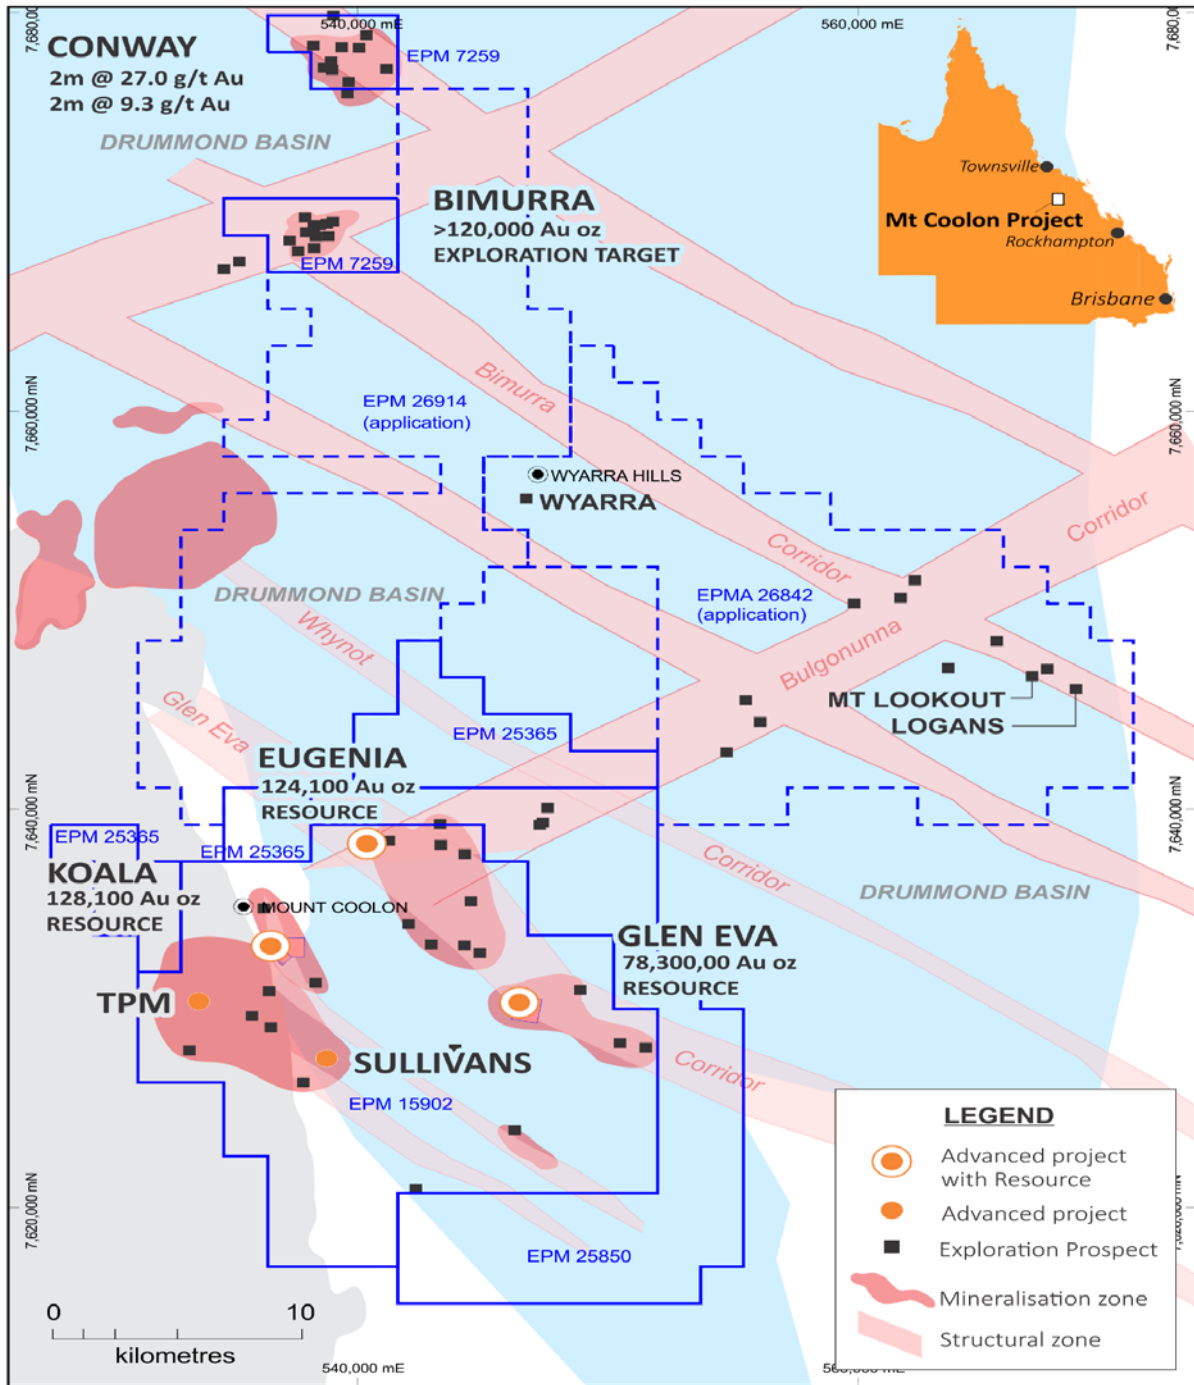 540,000 mE
560,000 mE
7,680,000 mN
7,680,
CONWAY
2m @ 27.0 g/t Au
2m @ 9.3 g/t Au
EPM 7259
DRUMMOND BASIN
Townsville
Mt Coolon Project
Rockhampton
Brisbane
BIMURRA
>120,000 Au oz
EXPLORATION TARGET
EPM 7259
Bimurra
EPM 26914
(application)
7,660,000 mN
7,660,000 mN
WYARRA HILLS
WYARRA
Corridor
Corridor
DRUMMOND BASIN
EPMA 26842
(application)
Whynot
Bulgonunna
Glen Eva
MT LOOKOUT
LOGANS
EPM 25365
EUGENIA
124,100 Au oz
RESOURCE
7,640,000 mN
7,640,000 mN
EPM 25365
EPM 25365
KOALA
128,100 Au oz
RESOURCE
Corridor
DRUMMOND BASIN
MOUNT COOLON
GLEN EVA
78,300,00 Au oz
RESOURCE
TPM
SULLIVANS
Corridor
EPM 15902
LEGEND
Advanced project
with Resource
Advanced project
Exploration Prospect
Mineralisation zone
Structural zone
7,620,000 mN
EPM 25850
0 10
kilometres
540,000 mE